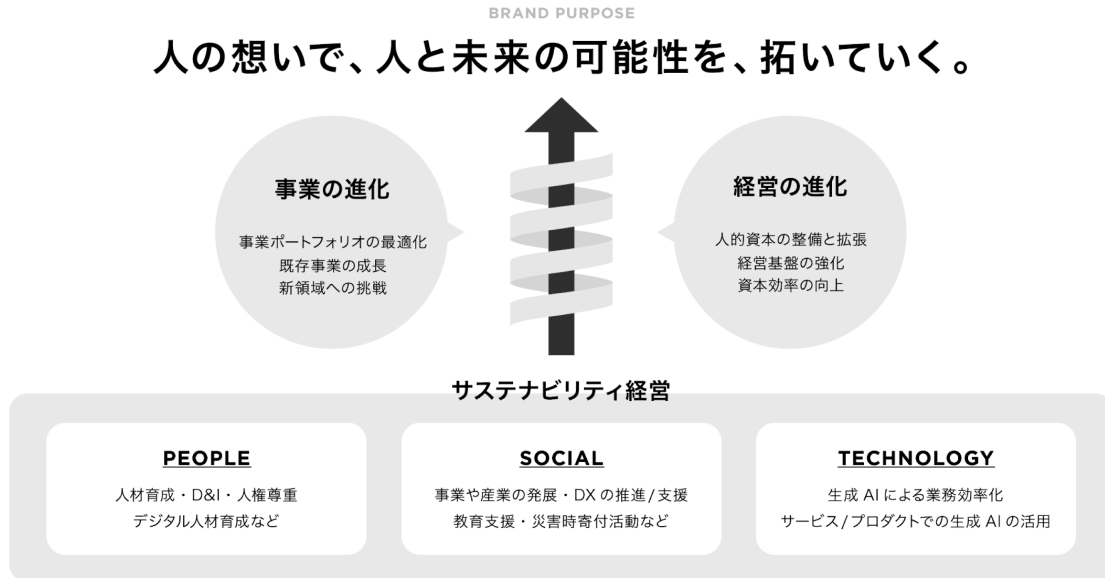 BRAND PURPOSE
人の想いで、人と未来の可能性を、拓いていく。
事業の進化
事業ポートフォリオの最適化
既存事業の成長
新領域への挑戦
経営の進化
人的資本の整備と拡張
経営基盤の強化
資本効率の向上
サステナビリティ経営
PEOPLE
人材育成・D&I・人権尊重
デジタル人材育成など
SOCIAL
事業や産業の発展・DXの推進/支援
教育支援・災害時寄付活動など
TECHNOLOGY
生成AIによる業務効率化
サービス/プロダクトでの生成AIの活用